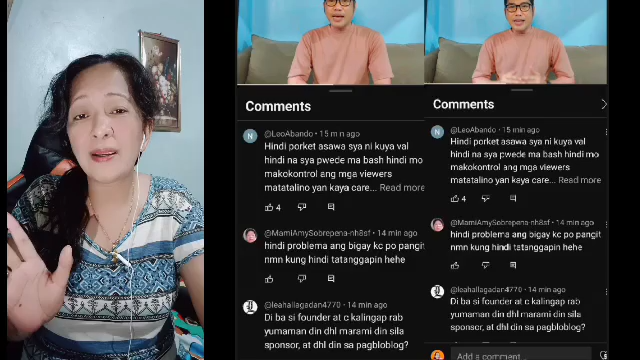 Comments
@LeoAbando · 15 min ago
Hindi porket asawa sya ni kuya val
hindi na sya pwede ma bash hindi mo
makokontrol ang mga viewers
matatalino yan kaya care... Read more
4
@MamiAmySobrepena-nh8sf · 14 min ago
hindi problema ang bigay kc po pangit
nmn kung hindi tatanggapin hehe
@leahallagadan4770 · 14 min ago
Di ba si founder at c kalingap rab
yumaman din dhl marami din sila
sponsor, at dhl din sa pagbloblog?
Comments
@LeoAbando · 15 min ago
Hindi porket asawa sya ni kuya val
hindi na sya pwede ma bash hindi mo
makokontrol ang mga viewers
matatalino yan kaya care... Read more
4
@MamiAmySobrepena-nh8sf · 14 min ago
hindi problema ang bigay kc po pangit
nmn kung hindi tatanggapin hehe
@leahallagadan4770 · 14 min ago
Di ba si founder at c kalingap rab
yumaman din dhl marami din sila
sponsor, at dhl din sa pagbloblog?
Add a comment...